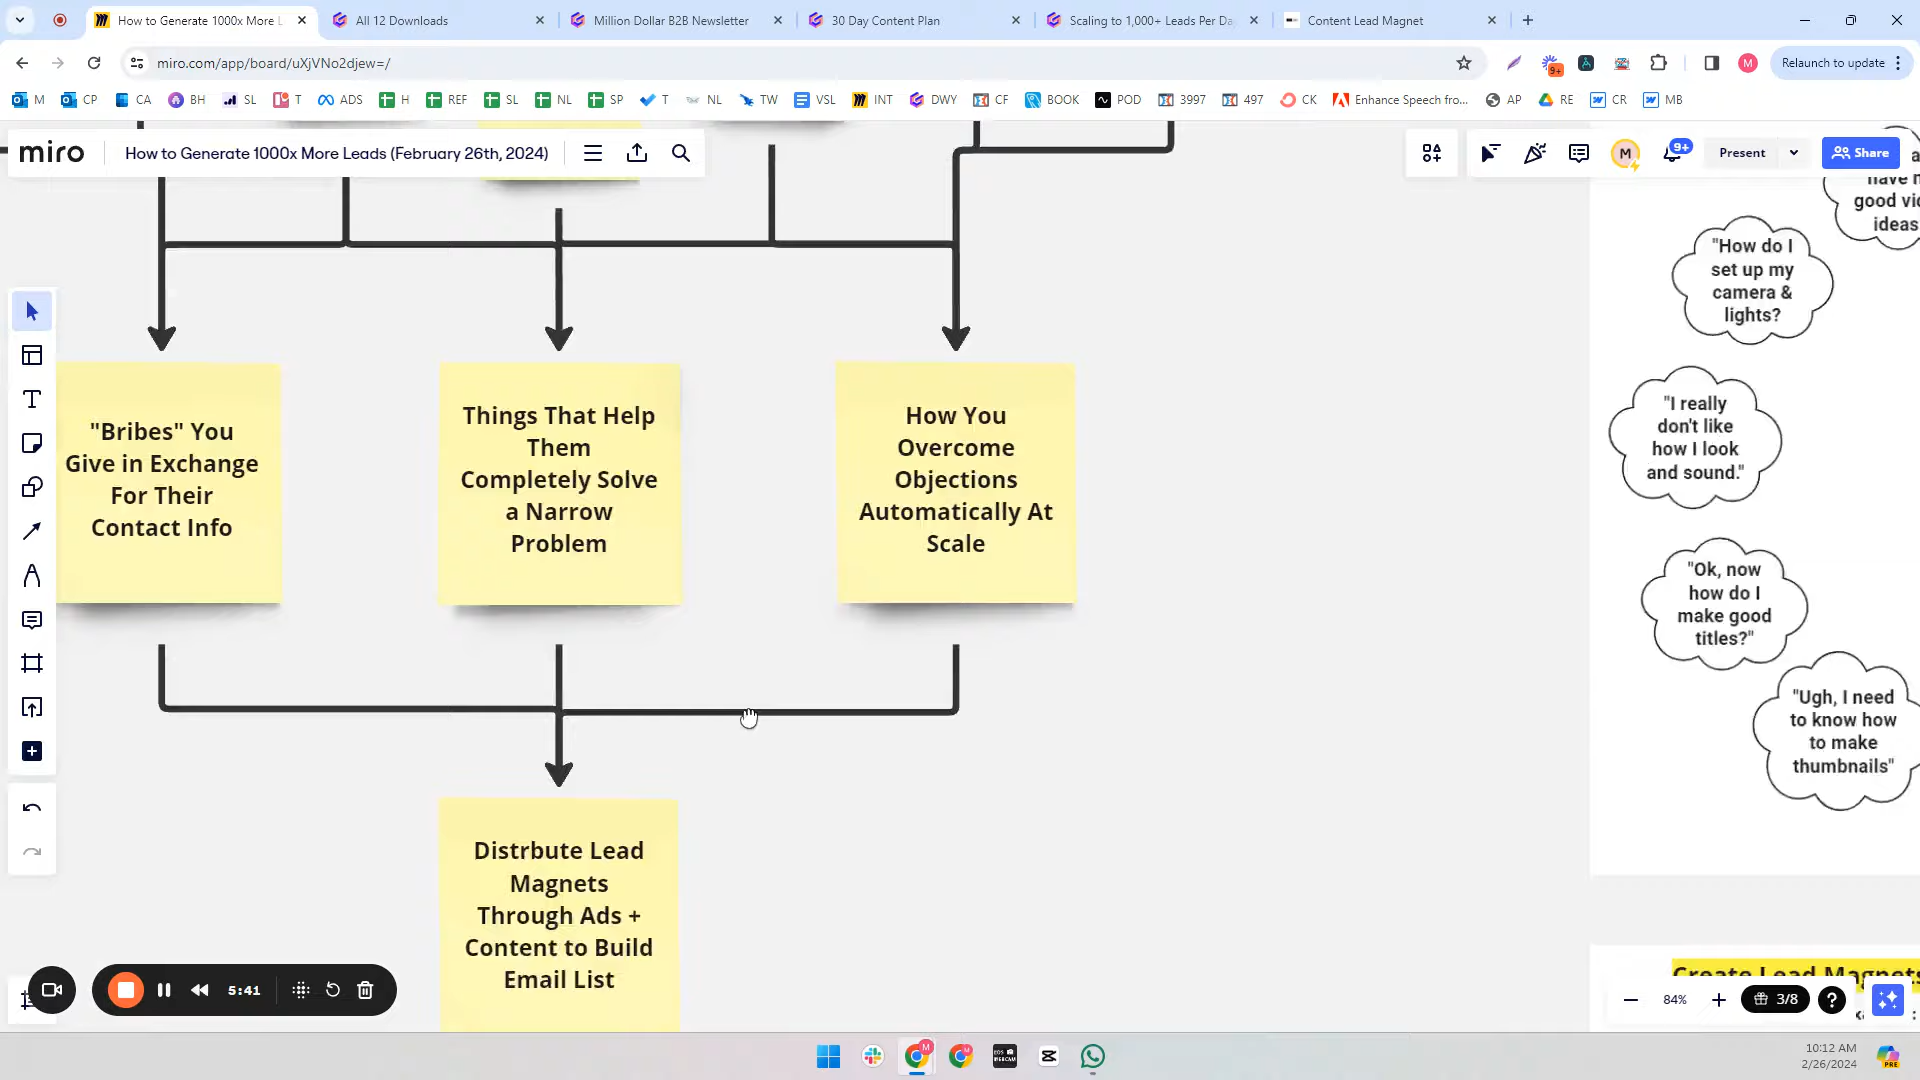 How to Generate 1000x More L
All 12 Downloads
Million Dollar B2B Newsletter
30 Day Content Plan
Scaling to 1,000+ Leads Per Da
Content Lead Magnet
miro.com/app/board/uXjVNo2djew=/
9+
M
Relaunch to update
M
CP
CA
BH
SL
T
ADS
H
REF
SL
NL
SP
T
NL
TW
VSL
INT
DWY
CF
BOOK
POD
3997
497
CK
Enhance Speech fro...
AP
RE
CR
MB
miro
How to Generate 1000x More Leads (February 26th, 2024)
M
9+
Present
Share
have
good vi
ideas
"How do I
set up my
camera &
lights?
"I really
don't like
how I look
and sound."
"Ok, now
how do I
make good
titles?"
"Ugh, I need
to know how
to make
thumbnails"
"Bribes" You
Give in Exchange
For Their
Contact Info
Things That Help
Them
Completely Solve
a Narrow
Problem
How You
Overcome
Objections
Automatically At
Scale
Distrbute Lead
Magnets
Through Ads +
Content to Build
Email List
Create Lead Magnets
5:41
84%
3/8
10:12 AM
2/26/2024